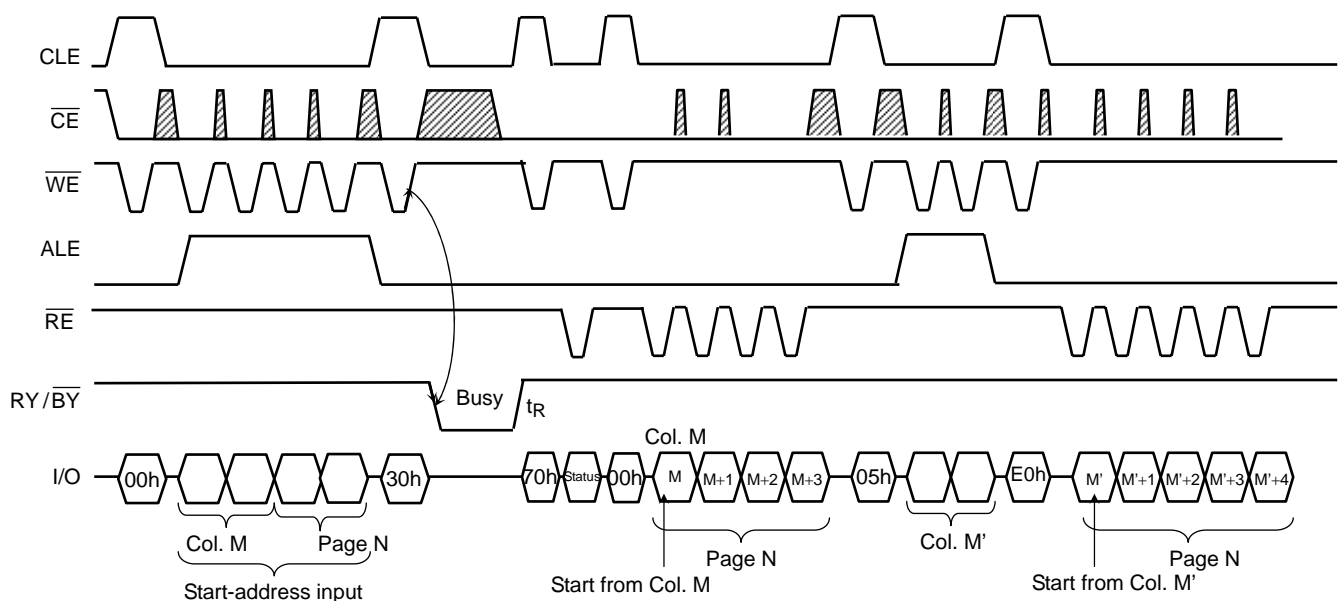 CLE
CE
WE
ALE
RE
RY/BY Busy tR
Col. M
I/O 00h 30h 70h Status 00h M M+1 M+2 M+3 05h E0h M' M'+1 M'+2 M'+3 M'+4
Col. M Page N Page N Col. M' Page N
Start-address input Start from Col. M Start from Col. M'